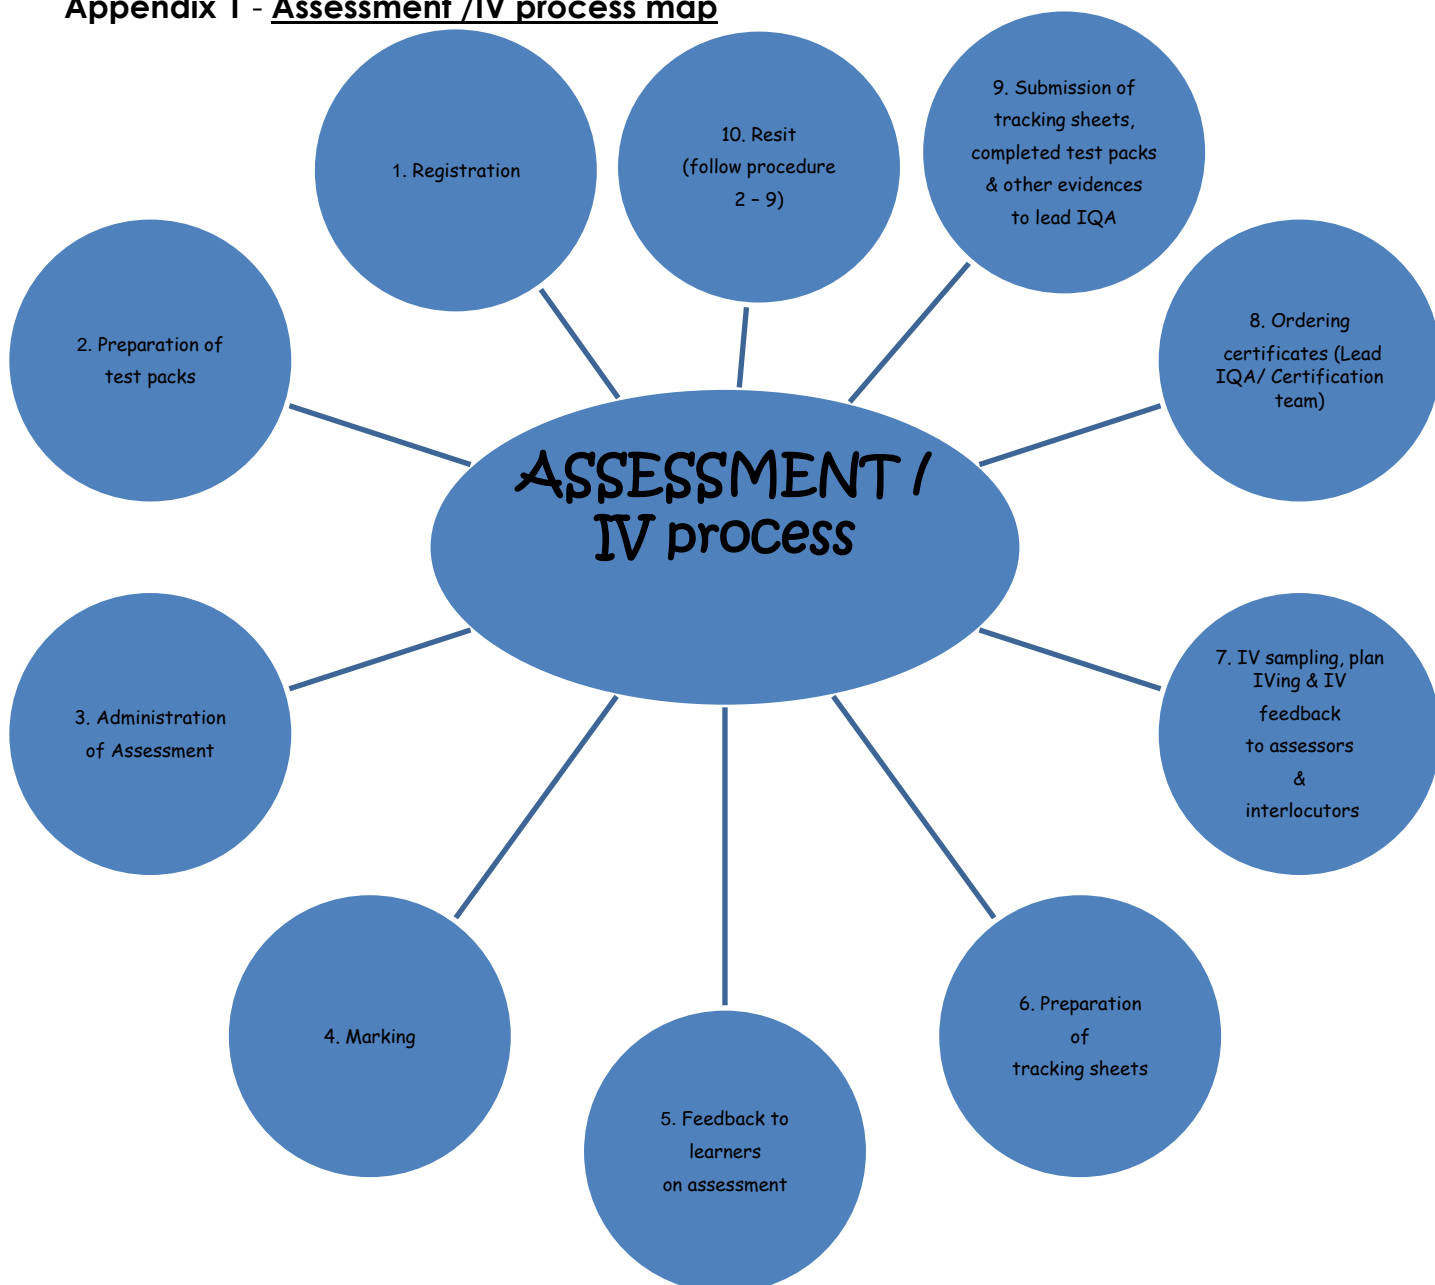 Appendix 1 - Assessment /IV process map
1. Registration
10. Resit
(follow procedure
2 – 9)
9. Submission of
tracking sheets,
completed test packs
& other evidences
to lead IQA
2. Preparation of
test packs
8. Ordering
certificates (Lead
IQA/ Certification
team)
ASSESSMENT /
IV process
3. Administration
of Assessment
7. IV sampling, plan
IVing & IV
feedback
to assessors
&
interlocutors
4. Marking
6. Preparation
of
tracking sheets
5. Feedback to
learners
on assessment